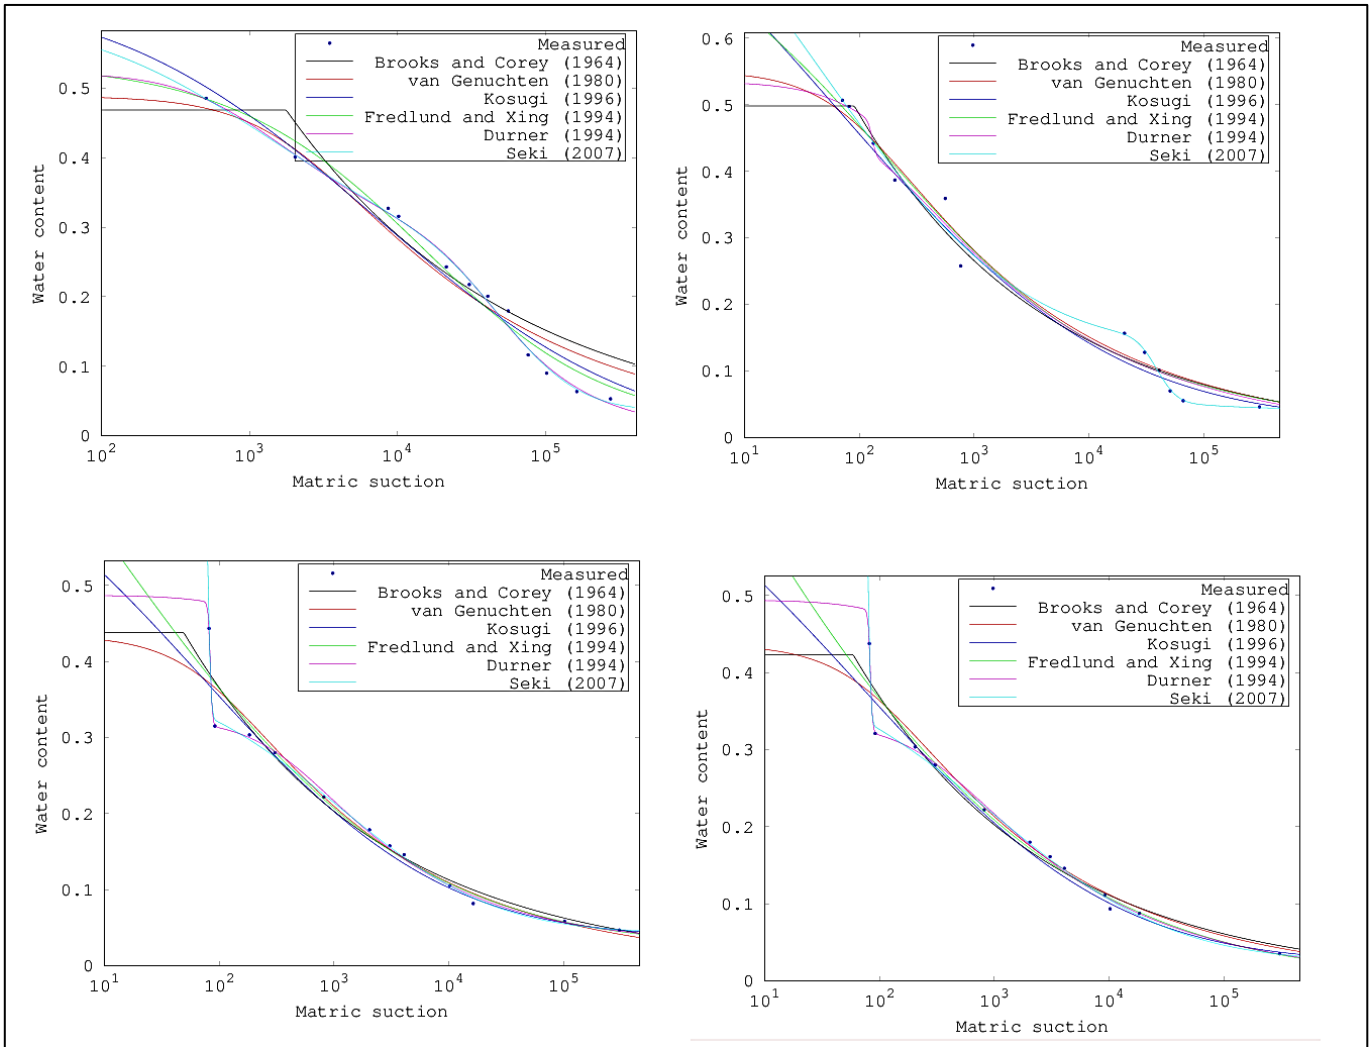 Measured
Brooks and Corey (1964)
van Genuchten (1980)
Kosugi (1996)
Fredlund and Xing (1994)
Durner (1994)
Seki (2007)
0.5
0.4
0.3
0.2
0.1
0
Water content
10^2 10^3 10^4 10^5
Matric suction
Measured
Brooks and Corey (1964)
van Genuchten (1980)
Kosugi (1996)
Fredlund and Xing (1994)
Durner (1994)
Seki (2007)
0.6
0.5
0.4
0.3
0.2
0.1
0
Water content
10^1 10^2 10^3 10^4 10^5
Matric suction
Measured
Brooks and Corey (1964)
van Genuchten (1980)
Kosugi (1996)
Fredlund and Xing (1994)
Durner (1994)
Seki (2007)
0.5
0.4
0.3
0.2
0.1
0
Water content
10^1 10^2 10^3 10^4 10^5
Matric suction
Measured
Brooks and Corey (1964)
van Genuchten (1980)
Kosugi (1996)
Fredlund and Xing (1994)
Durner (1994)
Seki (2007)
0.5
0.4
0.3
0.2
0.1
0
Water content
10^1 10^2 10^3 10^4 10^5
Matric suction